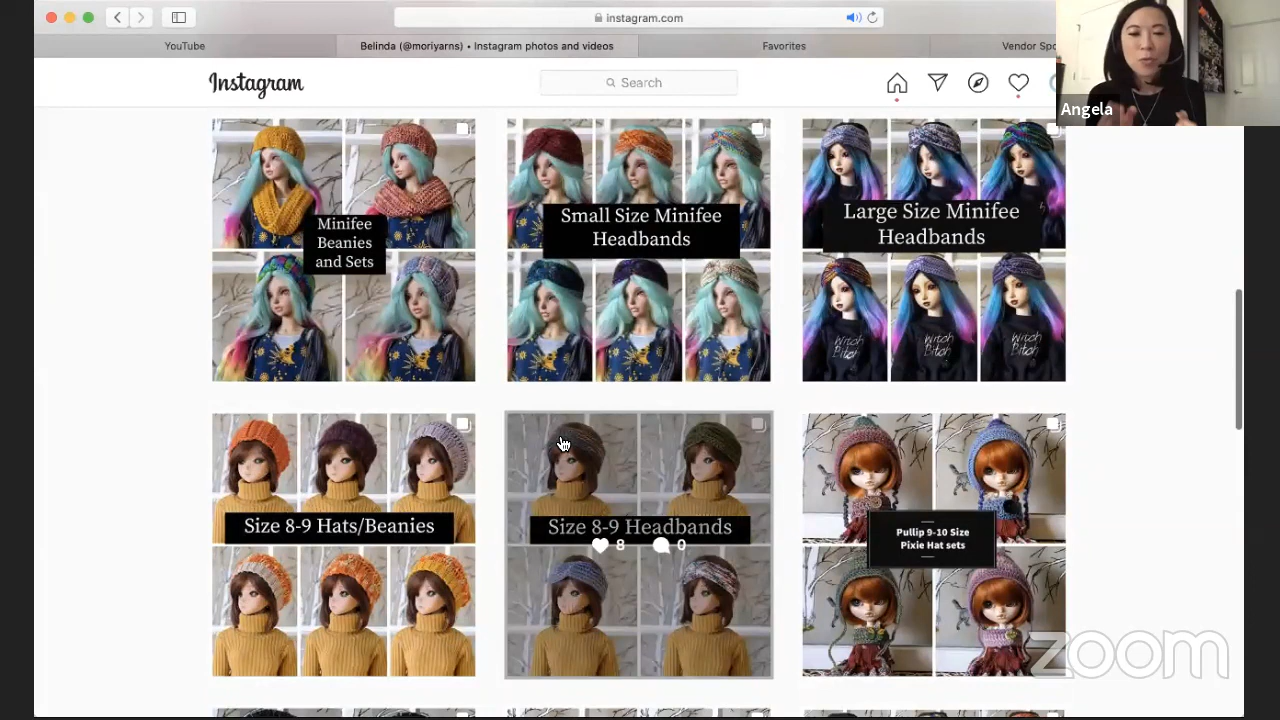 instagram.com
YouTube
Belinda (@moriyarns) • Instagram photos and videos
Favorites
Vendor Spo
Angela
Instagram
Search
Minifee
Beanies
and Sets
Small Size Minifee
Headbands
Large Size Minifee
Headbands
Witch
Bitch
Witch
Bitch
Witch
Bitch
Size 8-9 Hats/Beanies
Size 8-9 Headbands
8
0
Pullip 9-10 Size
Pixie Hat sets
zoom